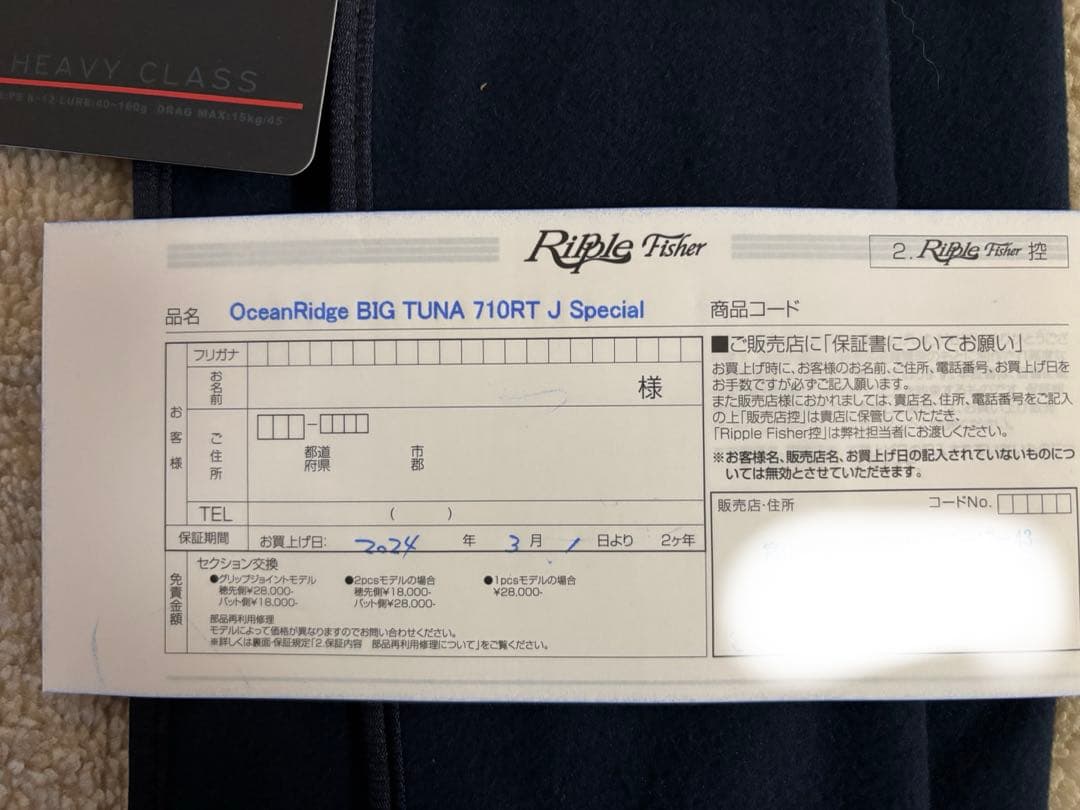 HEAVY CLASS
LURE:40~160g DRAG MAX:15kg/45°
Ripple Fisher
2. Ripple Fisher 控
品名 OceanRidge BIG TUNA 710RT J Special
商品コード
フリガナ
お名前
様
お客様
ご住所
都道府県
市郡
TEL ( )
保証期間 お買上げ日: 2024 年 3 月 1 日より 2ヶ年
免責金額
セクション交換
●グリップジョイントモデル
穂先側¥28,000-
バット側¥18,000-
●2pcsモデルの場合
穂先側¥18,000-
バット側¥28,000-
●1pcsモデルの場合
¥28,000-
部品再利用修理
モデルによって価格が異なりますのでお問い合わせください。
※詳しくは裏面・保証規定「2.保証内容 部品再利用修理について」をご覧ください。
■ご販売店に「保証書についてお願い」
お買上げ時に、お客様のお名前、ご住所、電話番号、お買上げ日を
お手数ですが必ずご記入願います。
また販売店様におかれましては、貴店名、住所、電話番号をご記入
の上「販売店控」は貴店に保管していただき、
「Ripple Fisher控」は弊社担当者にお渡しください。
※お客様名、販売店名、お買上げ日の記入されていないものにつ
いては無効とさせていただきます。
販売店・住所
コードNo.